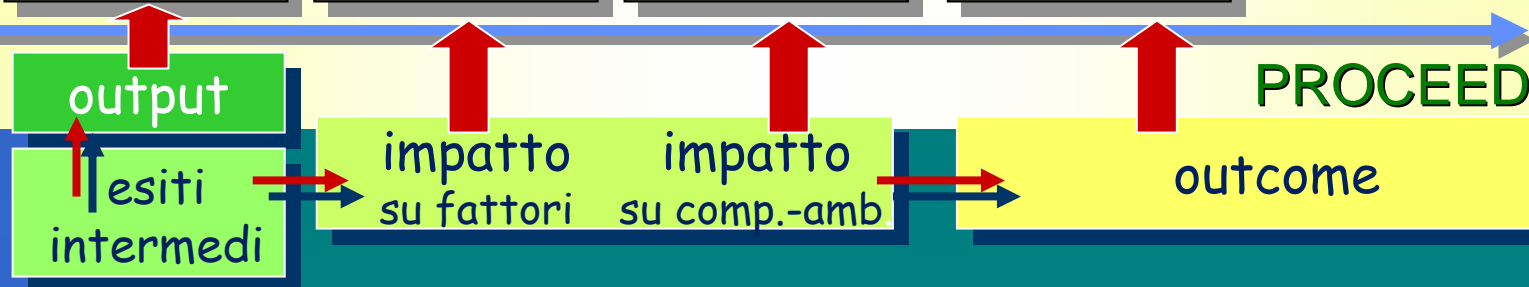 PROCEED
output
esiti
intermedi
impatto
su fattori
impatto
su comp.-amb.
outcome